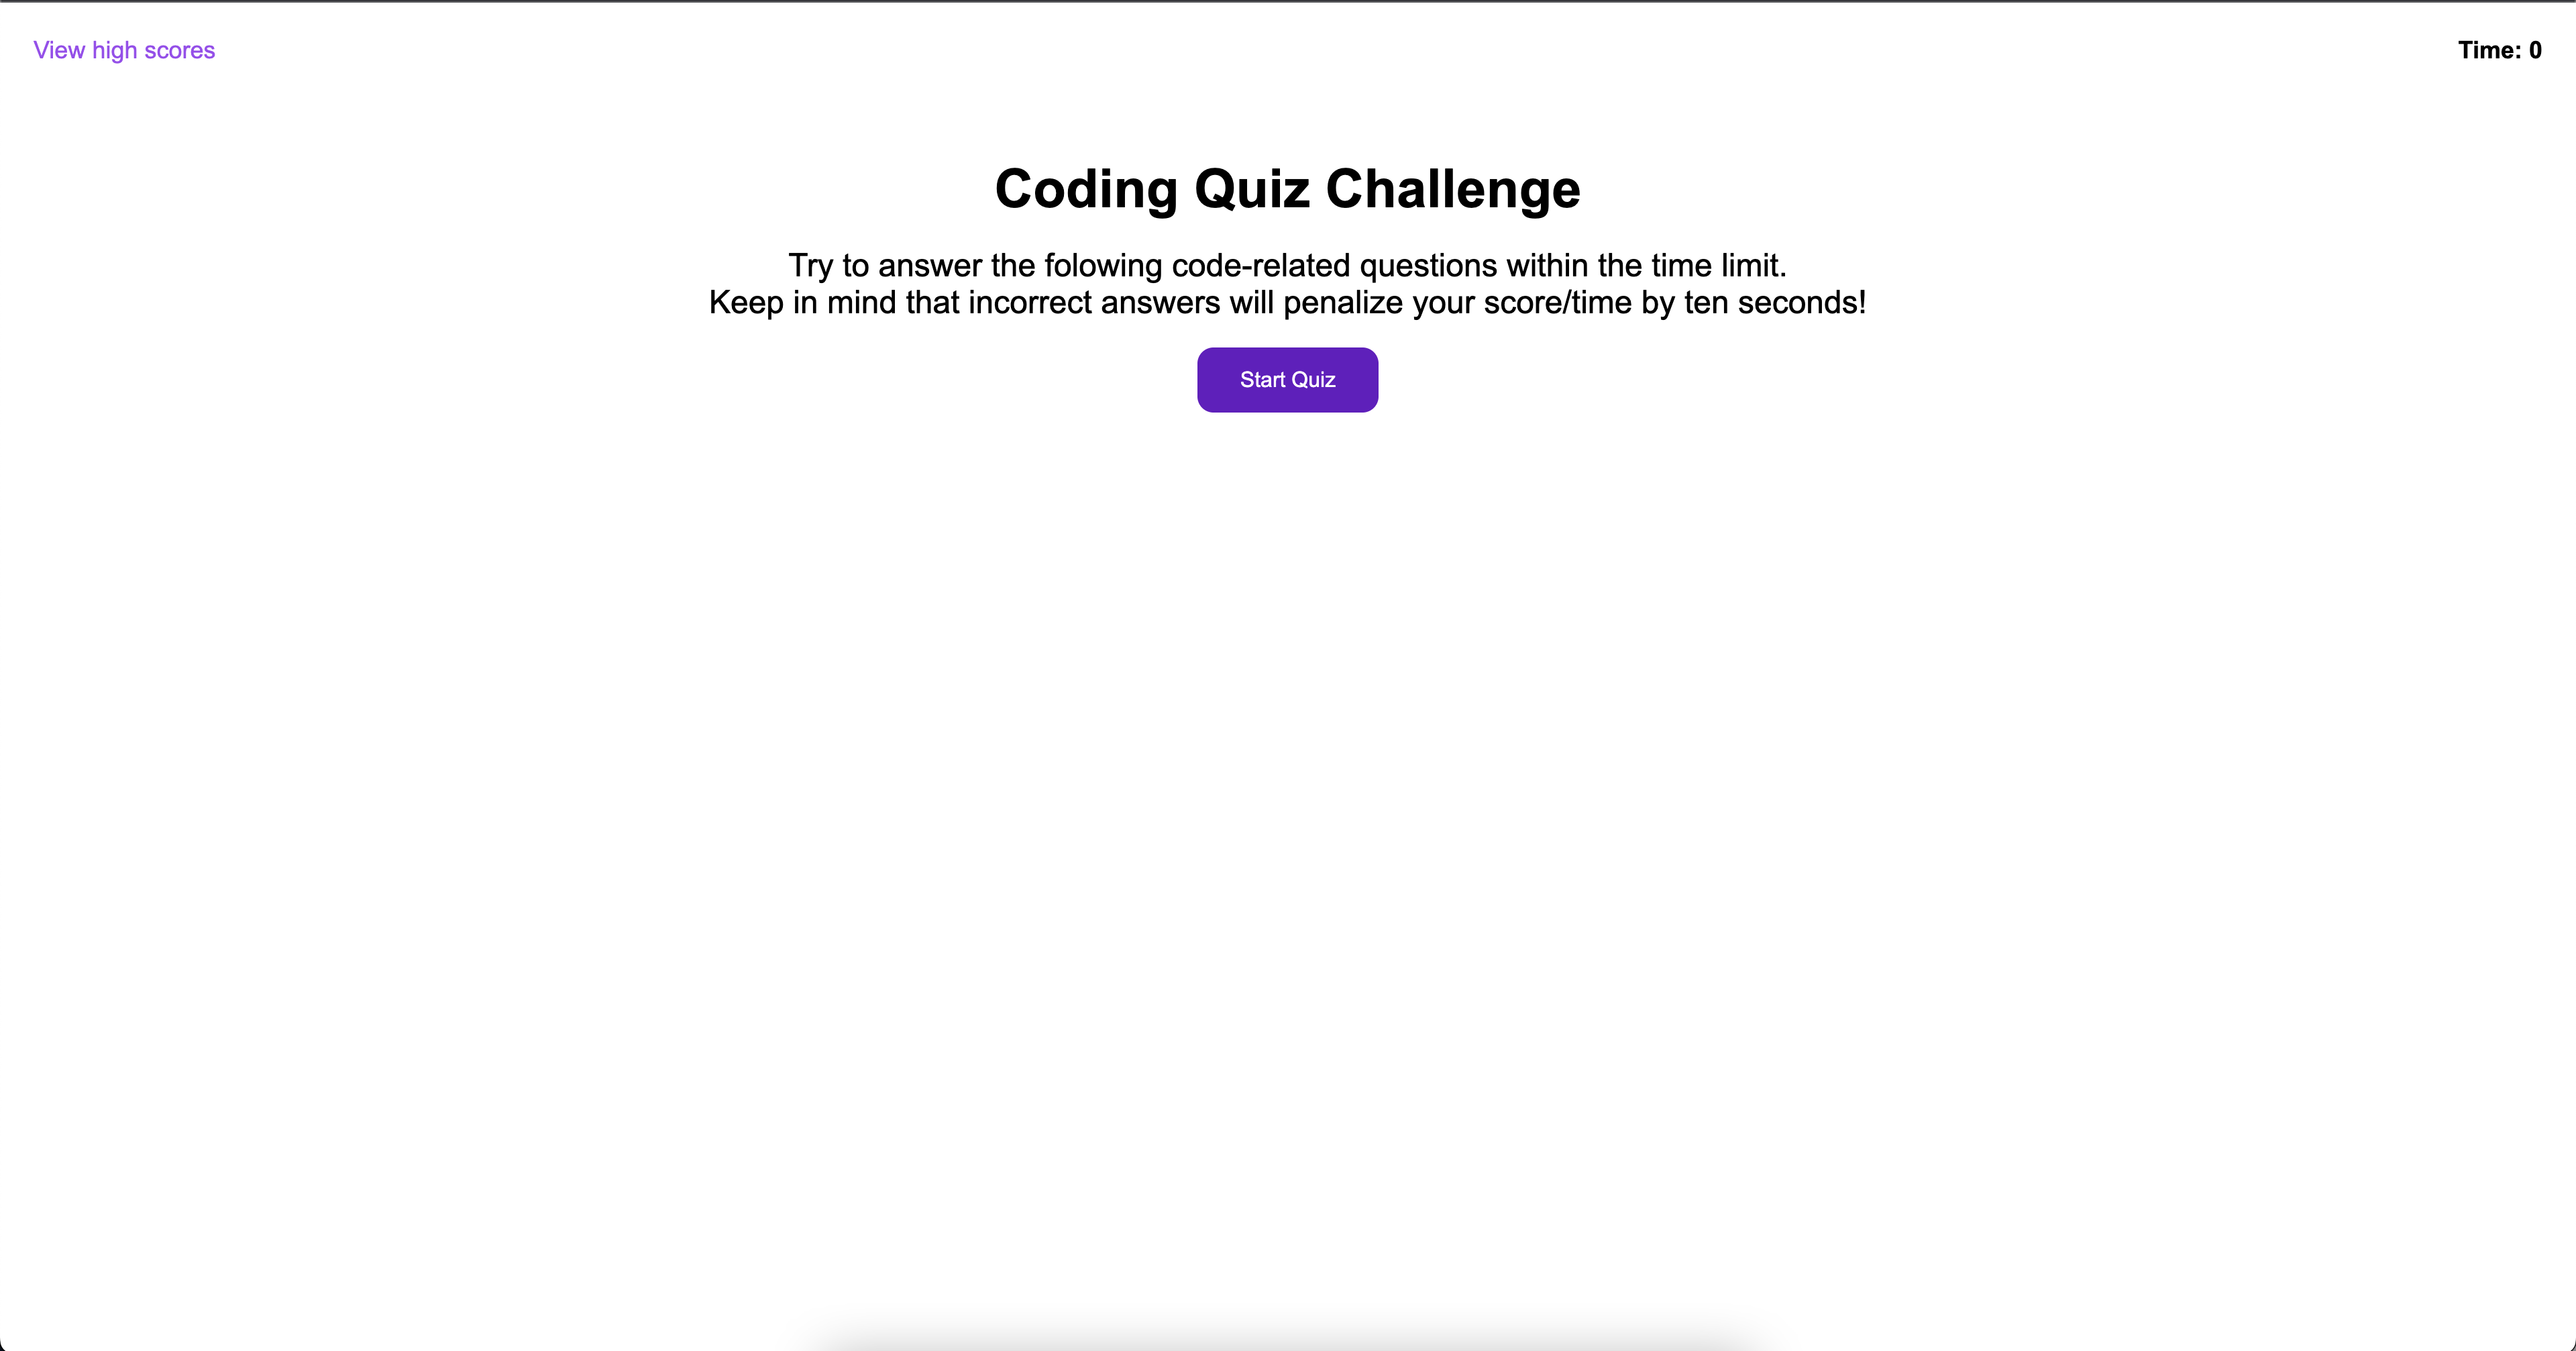 View high scores
Time: 0
Coding Quiz Challenge
Try to answer the folowing code-related questions within the time limit.
Keep in mind that incorrect answers will penalize your score/time by ten seconds!
Start Quiz